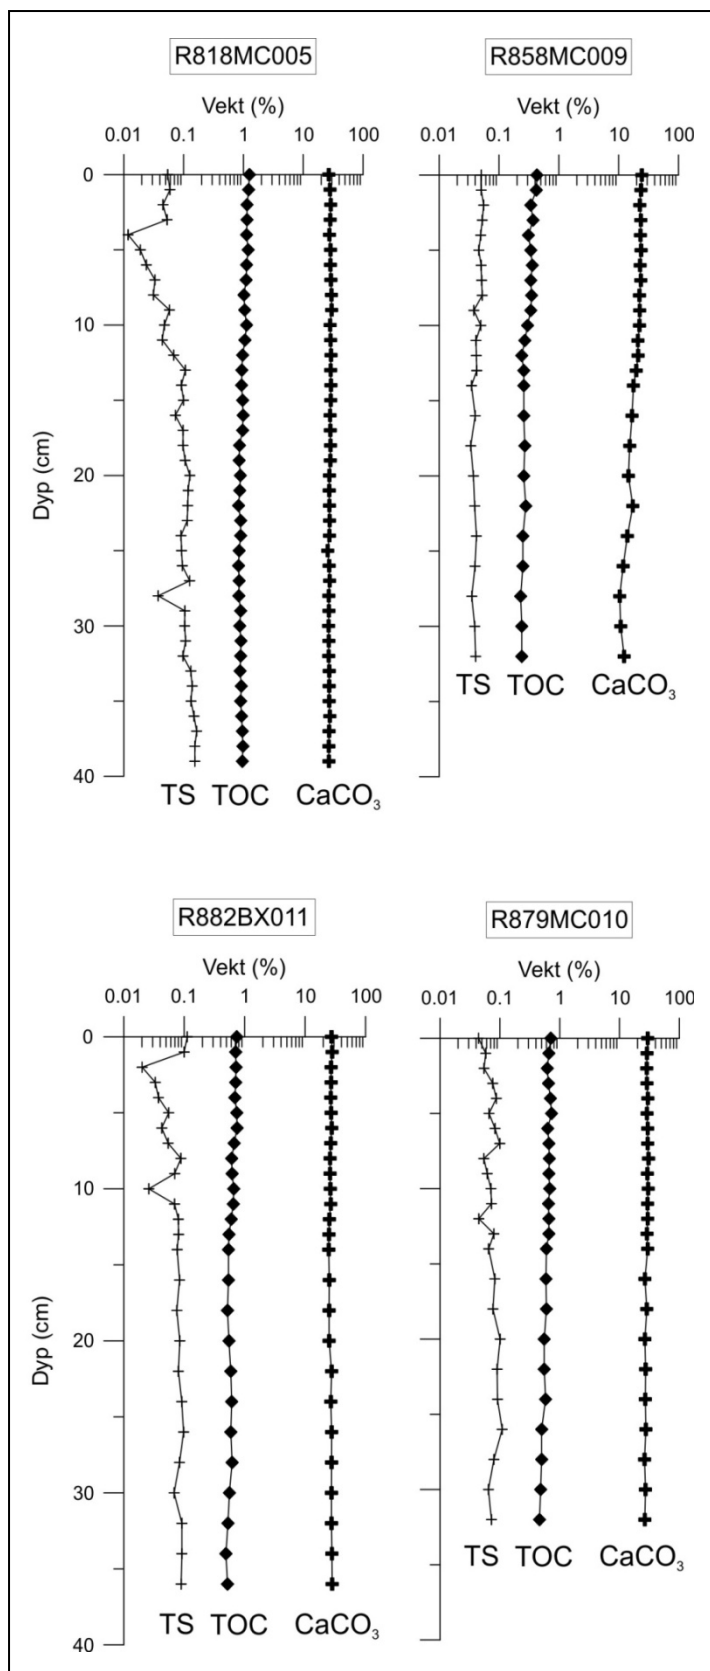 R818MC005
Vekt (%)
0.01 0.1 1 10 100
0
10
20
30
40
Dyp (cm)
TS TOC CaCO₃
R858MC009
Vekt (%)
0.01 0.1 1 10 100
TS TOC CaCO₃
R882BX011
Vekt (%)
0.01 0.1 1 10 100
0
10
20
30
40
Dyp (cm)
TS TOC CaCO₃
R879MC010
Vekt (%)
0.01 0.1 1 10 100
TS TOC CaCO₃